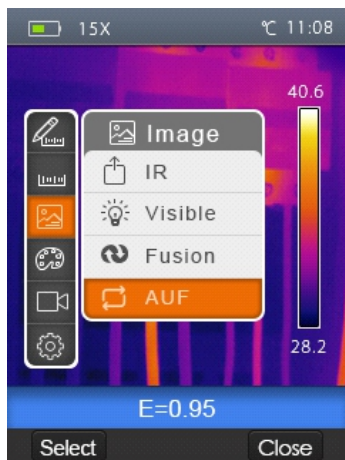 15X ℃ 11:08
40.6
Image
IR
Visible
Fusion
AUF
28.2
E=0.95
Select Close